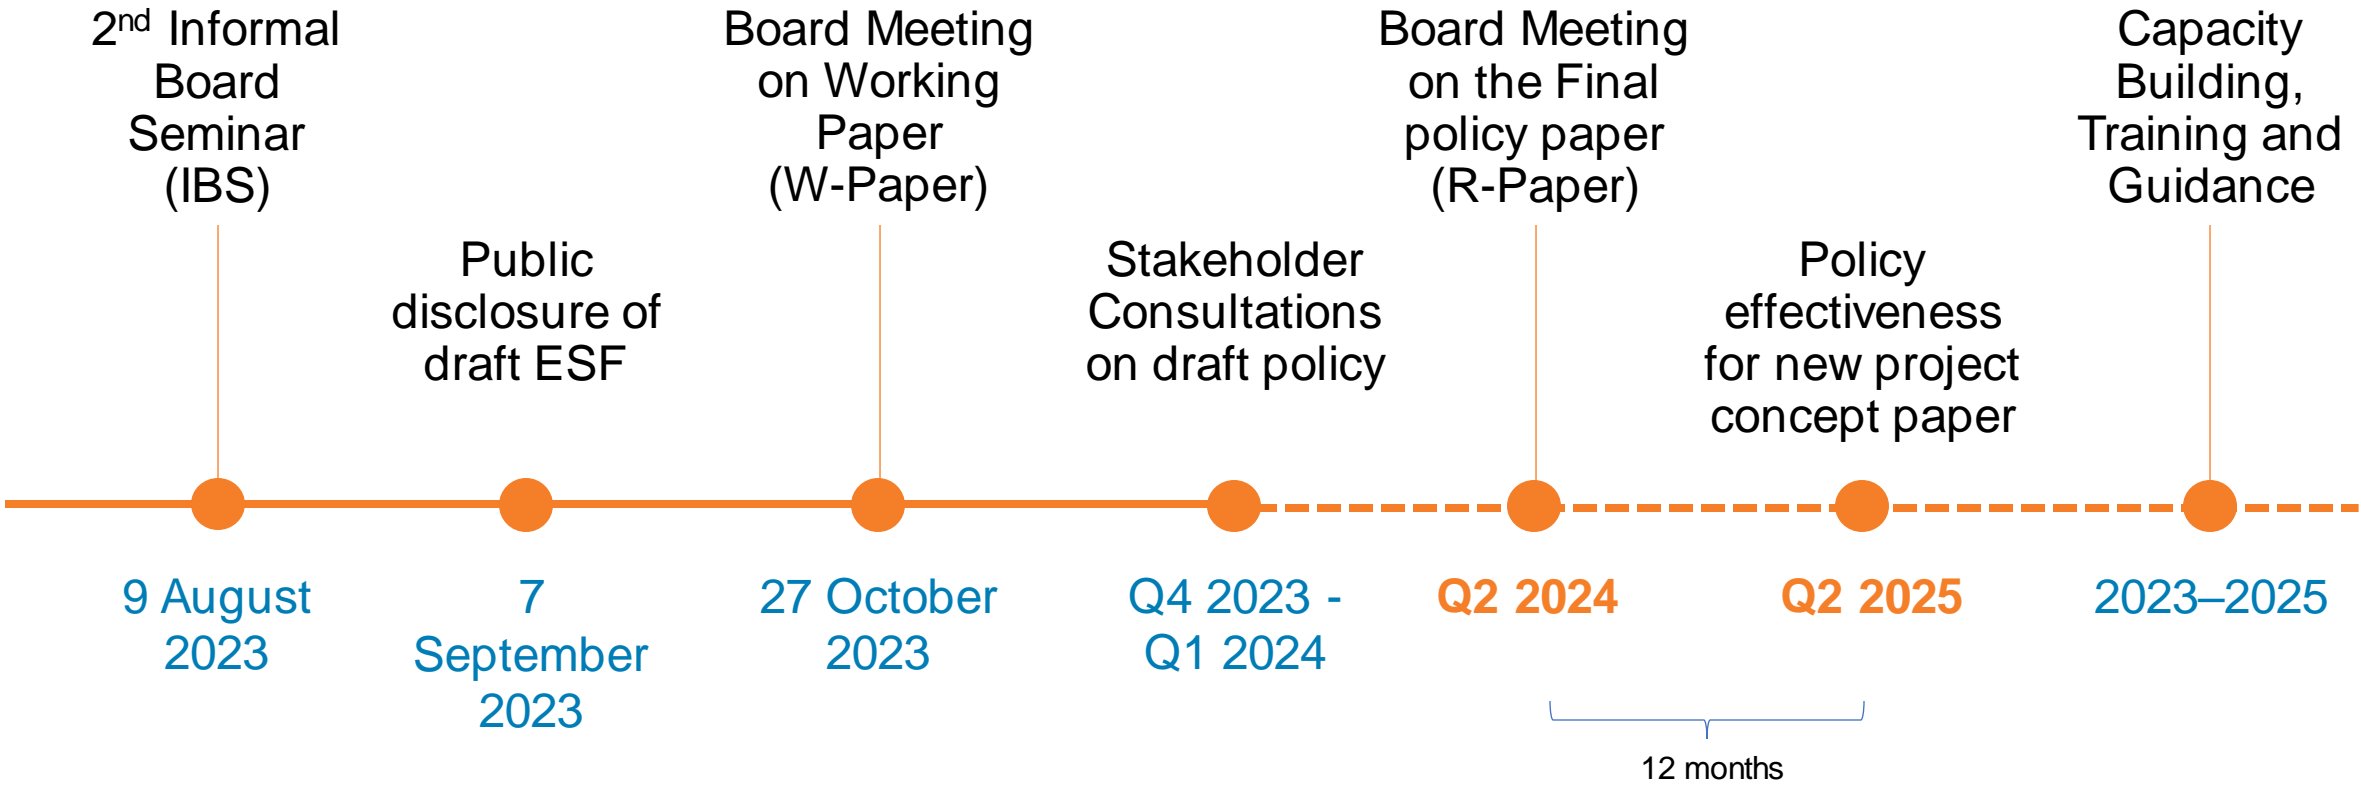 2nd Informal
Board
Seminar
(IBS)
Public
disclosure of
draft ESF
Board Meeting
on Working
Paper
(W-Paper)
Stakeholder
Consultations
on draft policy
Board Meeting
on the Final
policy paper
(R-Paper)
Policy
effectiveness
for new project
concept paper
Capacity
Building,
Training and
Guidance
9 August
2023
7
September
2023
27 October
2023
Q4 2023 -
Q1 2024
Q2 2024
Q2 2025
2023–2025
12 months